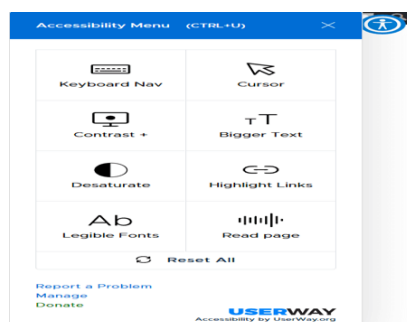 Accessibility Menu (CTRL+U)
Keyboard Nav
Cursor
Contrast +
TT
Bigger Text
Desaturate
Highlight Links
Ab
Legible Fonts
Read page
Reset All
Report a Problem
Manage
Donate
USERWAY
Accessibility by UserWay.org